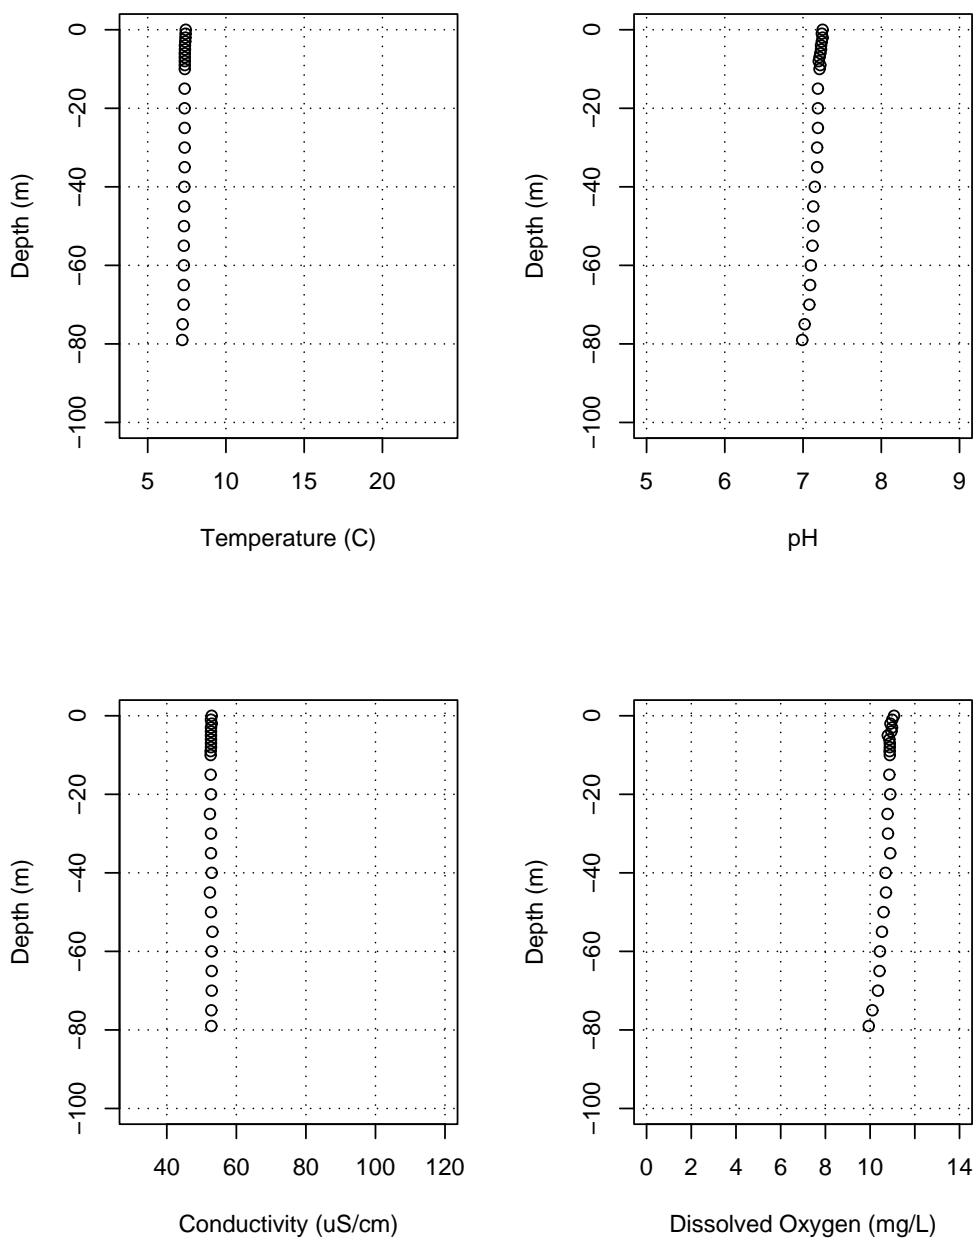 0
−20
−40
−60
−80
−100
Depth (m)
5 10 15 20
Temperature (C)
0
−20
−40
−60
−80
−100
Depth (m)
5 6 7 8 9
pH
0
−20
−40
−60
−80
−100
Depth (m)
40 60 80 100 120
Conductivity (uS/cm)
0
−20
−40
−60
−80
−100
Depth (m)
0 2 4 6 8 10 14
Dissolved Oxygen (mg/L)